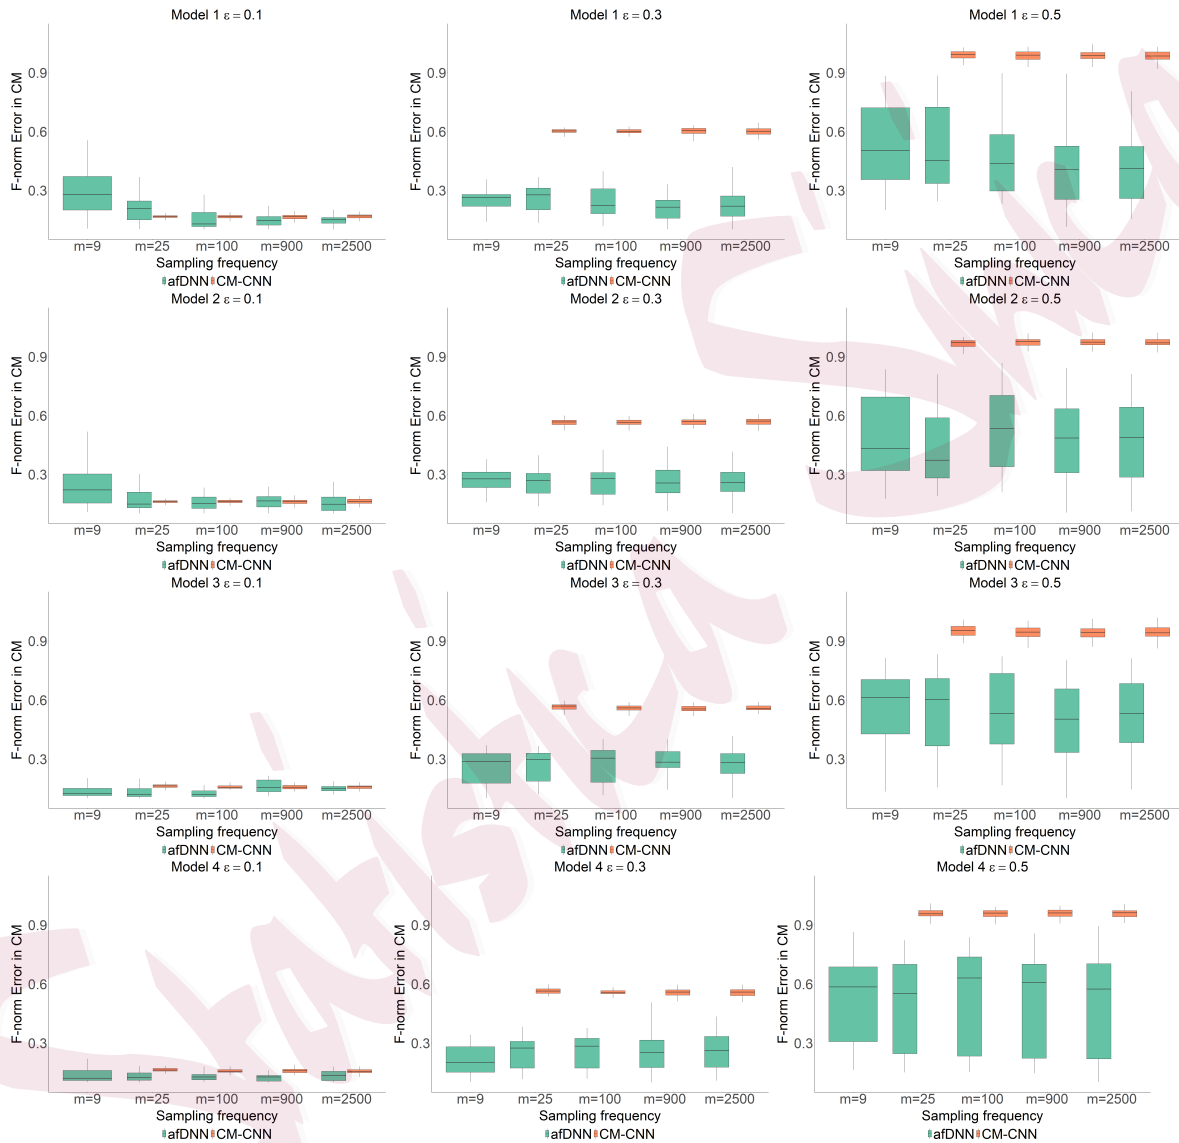 Model 1 ε = 0.1
F-norm Error in CM
0.9
0.6
0.3
m=9 m=25 m=100 m=900 m=2500
Sampling frequency
afDNN CM-CNN
Model 1 ε = 0.3
F-norm Error in CM
0.9
0.6
0.3
m=9 m=25 m=100 m=900 m=2500
Sampling frequency
afDNN CM-CNN
Model 1 ε = 0.5
F-norm Error in CM
0.9
0.6
0.3
m=9 m=25 m=100 m=900 m=2500
Sampling frequency
afDNN CM-CNN
Model 2 ε = 0.1
F-norm Error in CM
0.9
0.6
0.3
m=9 m=25 m=100 m=900 m=2500
Sampling frequency
afDNN CM-CNN
Model 2 ε = 0.3
F-norm Error in CM
0.9
0.6
0.3
m=9 m=25 m=100 m=900 m=2500
Sampling frequency
afDNN CM-CNN
Model 2 ε = 0.5
F-norm Error in CM
0.9
0.6
0.3
m=9 m=25 m=100 m=900 m=2500
Sampling frequency
afDNN CM-CNN
Model 3 ε = 0.1
F-norm Error in CM
0.9
0.6
0.3
m=9 m=25 m=100 m=900 m=2500
Sampling frequency
afDNN CM-CNN
Model 3 ε = 0.3
F-norm Error in CM
0.9
0.6
0.3
m=9 m=25 m=100 m=900 m=2500
Sampling frequency
afDNN CM-CNN
Model 3 ε = 0.5
F-norm Error in CM
0.9
0.6
0.3
m=9 m=25 m=100 m=900 m=2500
Sampling frequency
afDNN CM-CNN
Model 4 ε = 0.1
F-norm Error in CM
0.9
0.6
0.3
m=9 m=25 m=100 m=900 m=2500
Sampling frequency
afDNN CM-CNN
Model 4 ε = 0.3
F-norm Error in CM
0.9
0.6
0.3
m=9 m=25 m=100 m=900 m=2500
Sampling frequency
afDNN CM-CNN
Model 4 ε = 0.5
F-norm Error in CM
0.9
0.6
0.3
m=9 m=25 m=100 m=900 m=2500
Sampling frequency
afDNN CM-CNN
Statistica Sinica